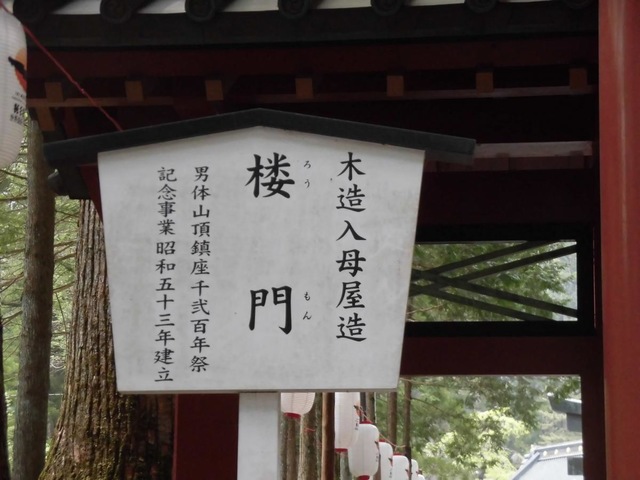 木造入母屋造
楼門
ろうもん
男体山頂鎮座千弐百年祭
記念事業昭和五十三年建立